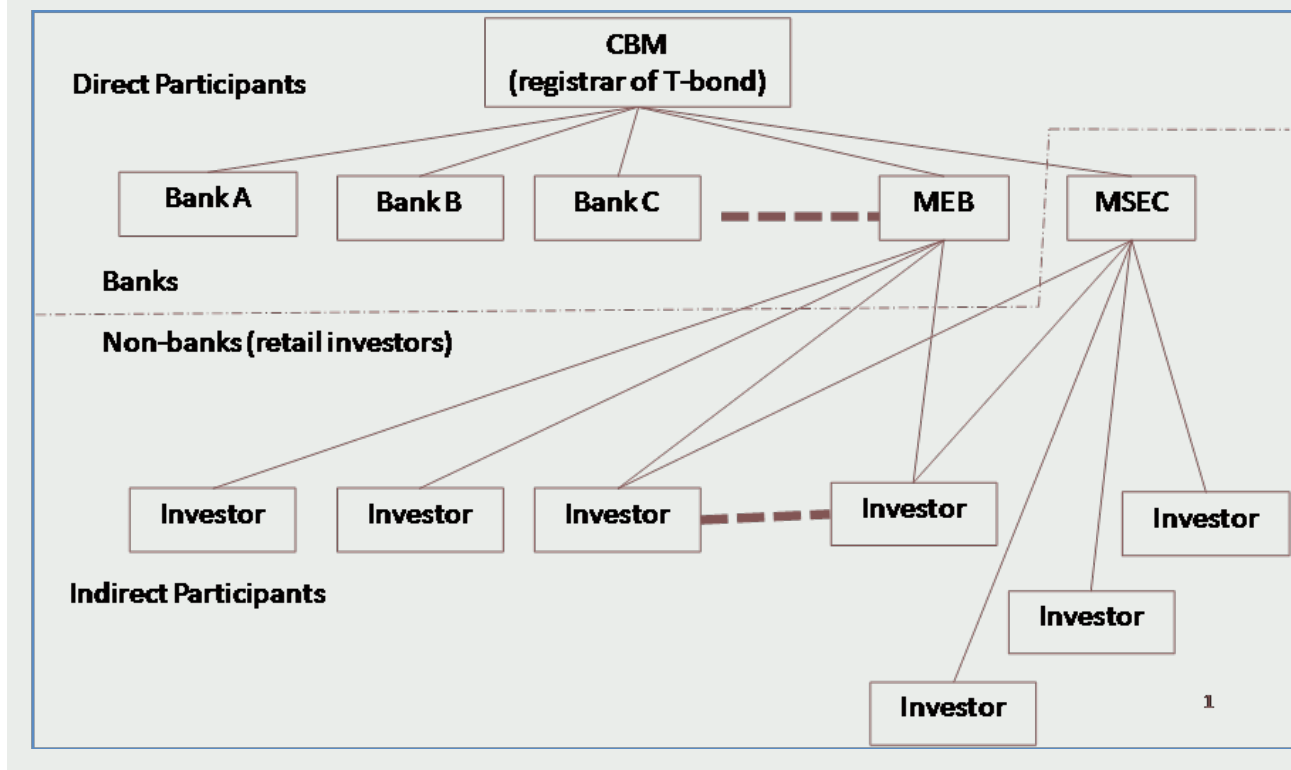 CBM
(registrar of T-bond)
Direct Participants
Bank A
Bank B
Bank C
MEB
MSEC
Banks
Non-banks (retail investors)
Investor
Investor
Investor
Investor
Investor
Indirect Participants
Investor
Investor
1